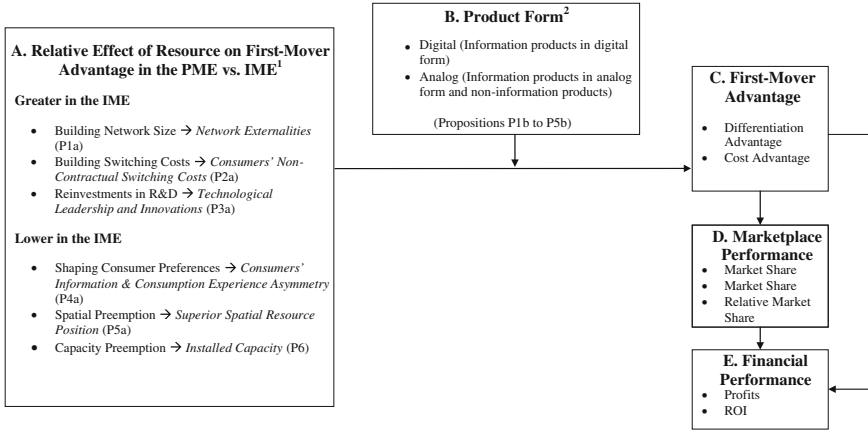 A. Relative Effect of Resource on First-Mover
Advantage in the PME vs. IME1
Greater in the IME
• Building Network Size → Network Externalities
(P1a)
• Building Switching Costs → Consumers' Non-
Contractual Switching Costs (P2a)
• Reinvestments in R&D → Technological
Leadership and Innovations (P3a)
Lower in the IME
• Shaping Consumer Preferences → Consumers'
Information & Consumption Experience Asymmetry
(P4a)
• Spatial Preemption → Superior Spatial Resource
Position (P5a)
• Capacity Preemption → Installed Capacity (P6)
B. Product Form2
• Digital (Information products in digital
form)
• Analog (Information products in analog
form and non-information products)
(Propositions P1b to P5b)
C. First-Mover
Advantage
• Differentiation
Advantage
• Cost Advantage
D. Marketplace
Performance
• Market Share
• Market Share
• Relative Market
Share
E. Financial
Performance
• Profits
• ROI